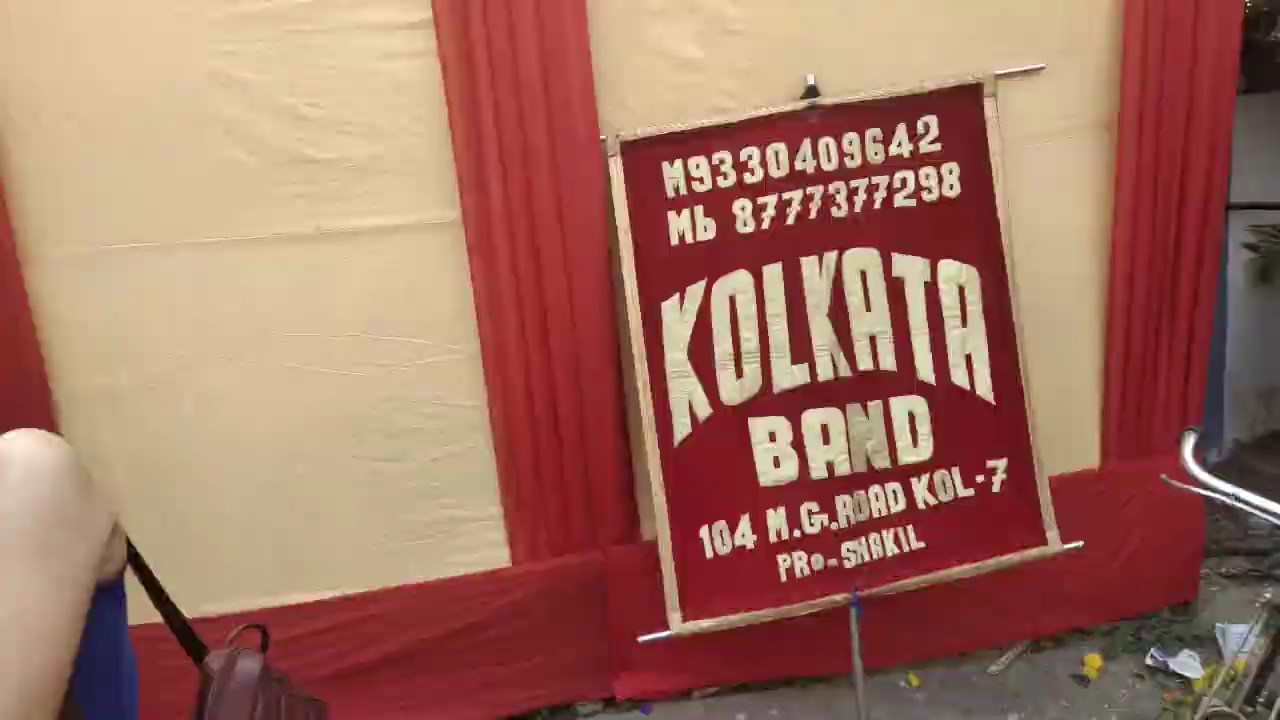 M9330409642
Mb 8777377298
KOLKATA
BAND
104 M.G.ROAD KOL-7
PRO-SHAKIL